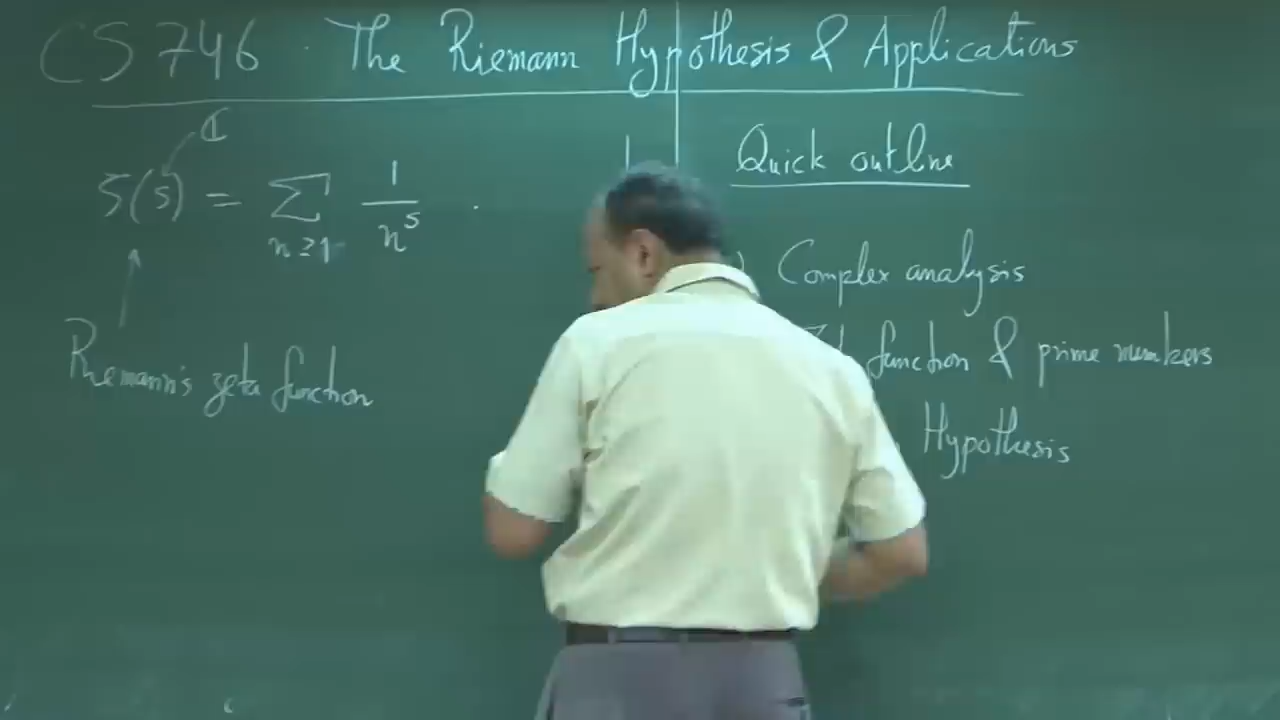 CS 746 The Riemann Hypothesis & Applications
ℂ
ζ(s) = Σ n≥1 1/n^s
Riemann's zeta function
Quick outline
Complex analysis
function & prime numbers
Hypothesis